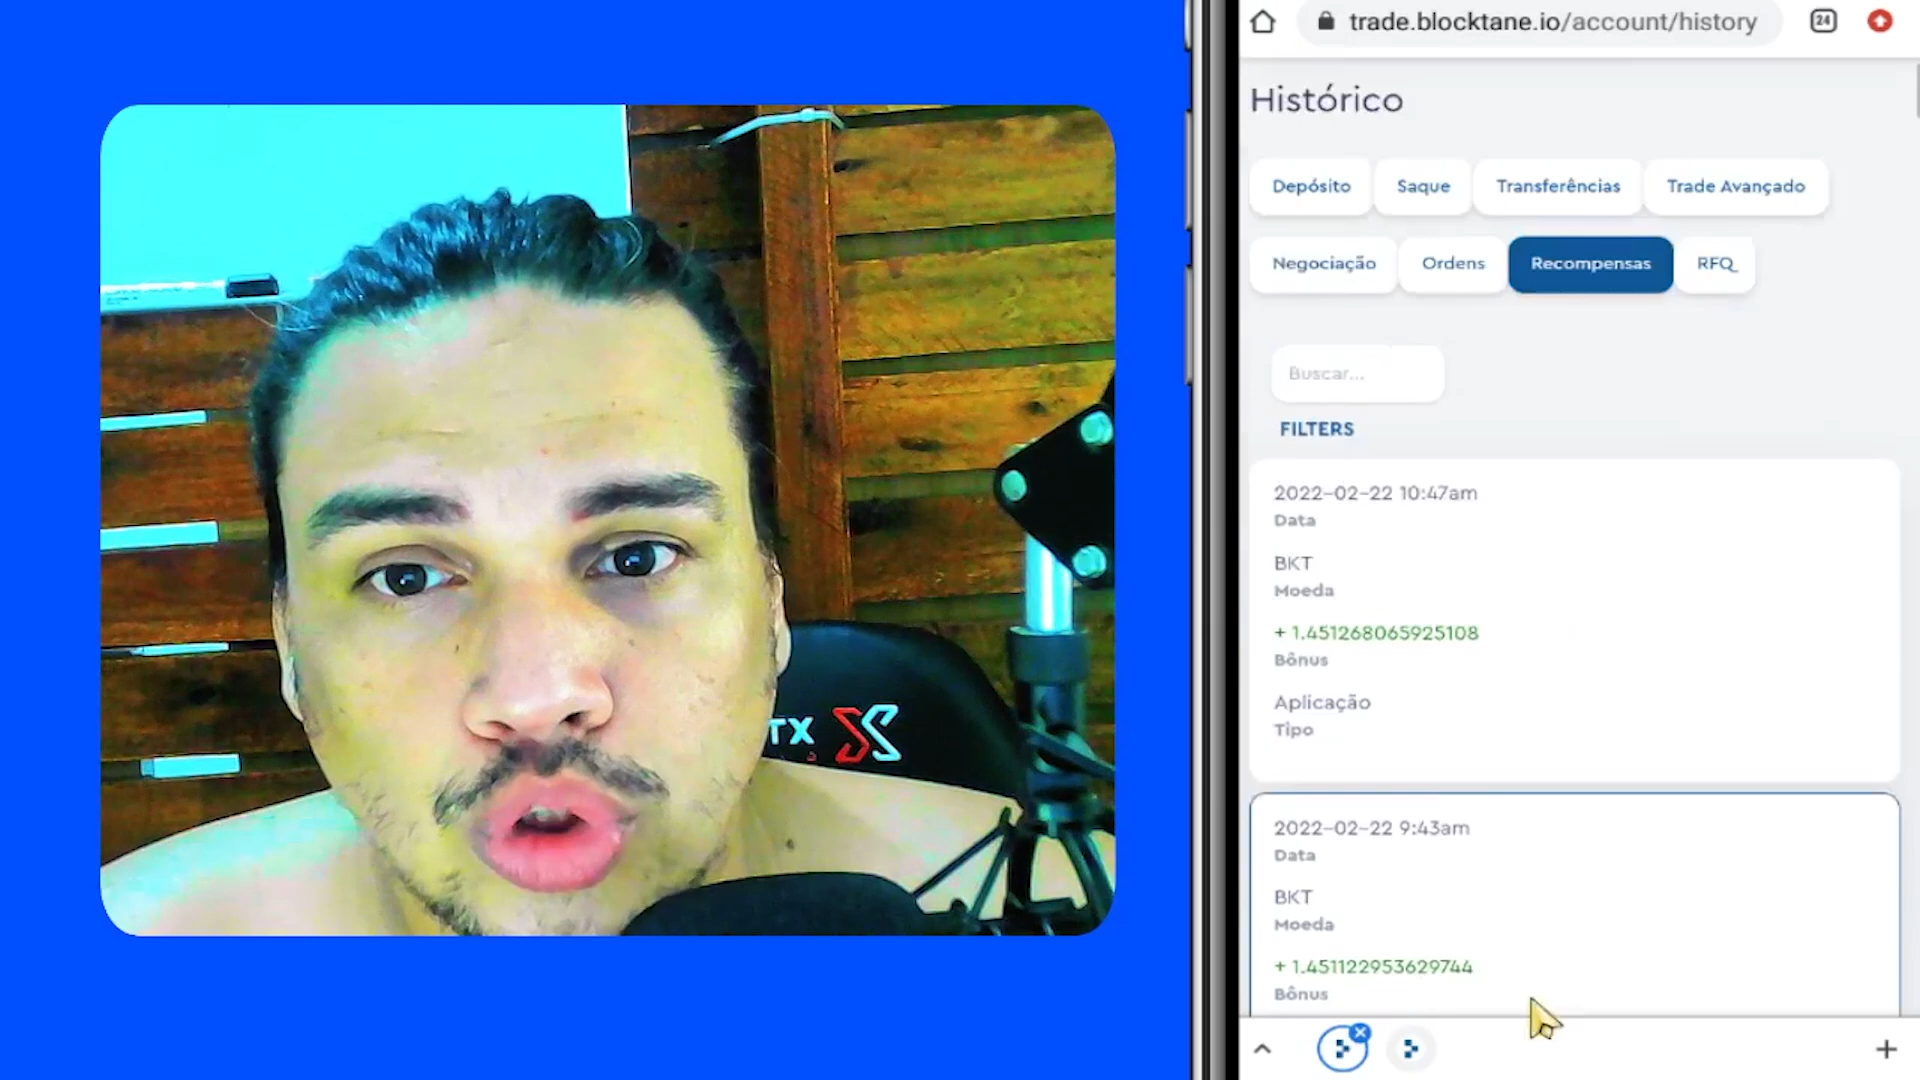 24
trade.blocktane.io/account/history
Histórico
Depósito
Saque
Transferências
Trade Avançado
Negociação
Ordens
Recompensas
RFQ
Buscar...
FILTERS
2022-02-22 10:47am
Data
BKT
Moeda
+ 1.451268065925108
Bônus
Aplicação
Tipo
2022-02-22 9:43am
Data
BKT
Moeda
+ 1.451122953629744
Bônus
TX